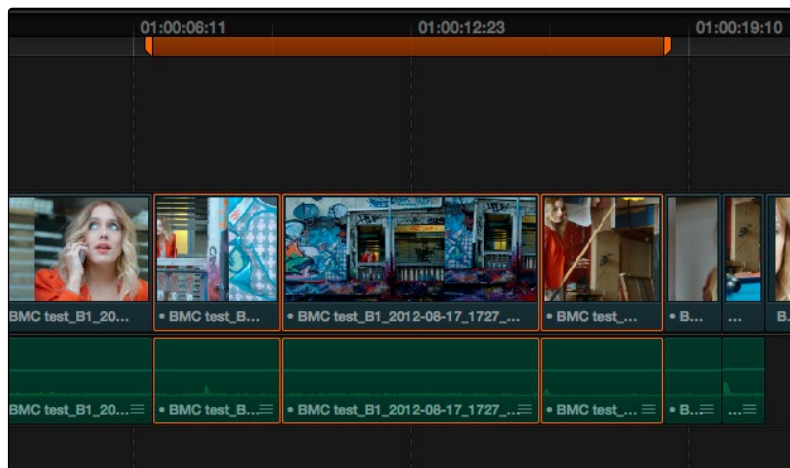 01:00:06:11 01:00:12:23 01:00:19:10
BMC test_B1_20... • BMC test_B... • BMC test_B1_2012-08-17_1727_... • BMC test_... • B... ... B.
BMC test_B1_20... • BMC test_B... • BMC test_B1_2012-08-17_1727_... • BMC test_... • B... ...